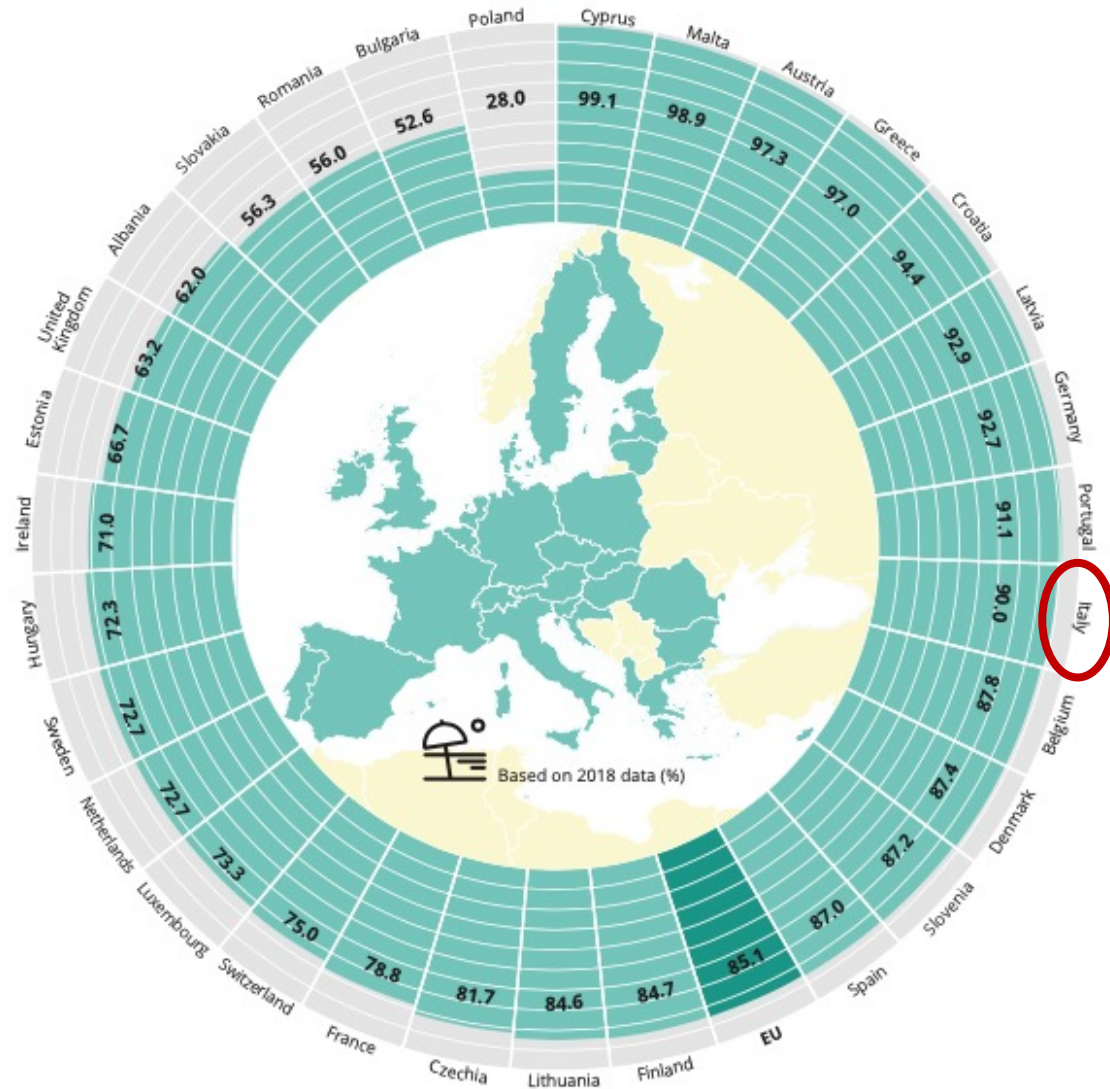 Cyprus
99.1
Malta
98.9
Austria
97.3
Greece
97.0
Croatia
94.4
Latvia
92.9
Germany
92.7
Portugal
91.1
Italy
90.0
Belgium
87.8
Denmark
87.4
Slovenia
87.2
Spain
87.0
EU
85.1
Finland
84.7
Lithuania
84.6
Czechia
81.7
France
78.8
Switzerland
75.0
Luxembourg
73.3
Netherlands
72.7
Sweden
72.7
Hungary
72.3
Ireland
71.0
Estonia
66.7
United
Kingdom
63.2
Albania
62.0
Slovakia
56.3
Romania
56.0
Bulgaria
52.6
Poland
28.0
Based on 2018 data (%)